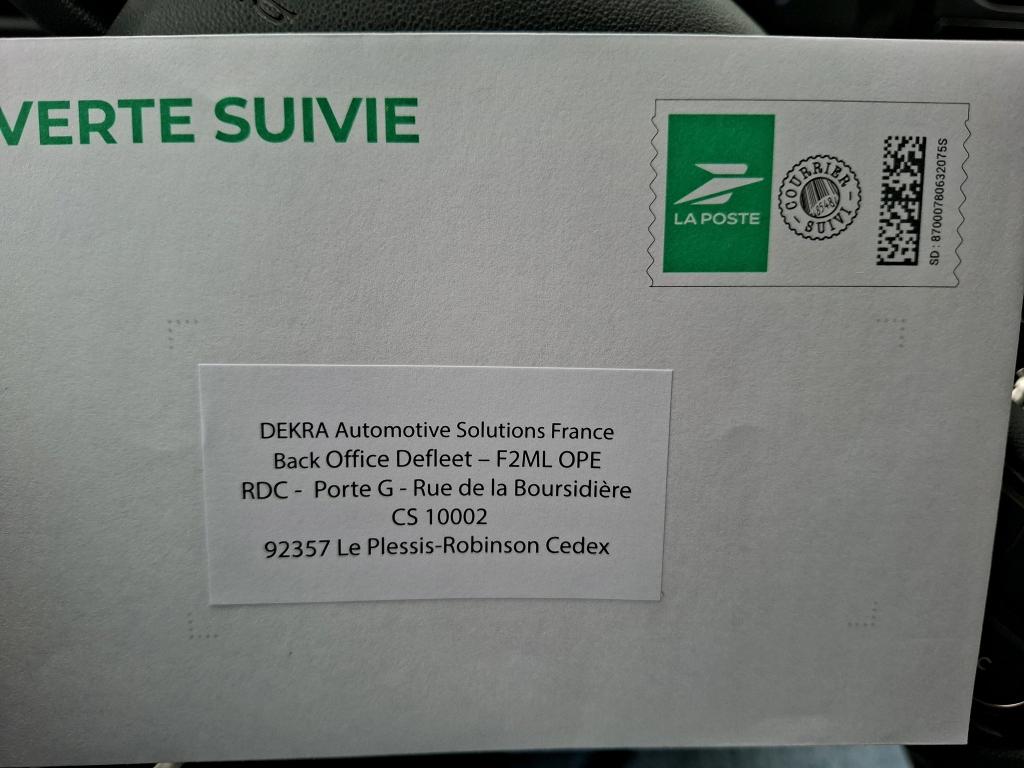 VERTE SUIVIE
LA POSTE
COURRIER
SUIVI
SD : 87000780632075S
DEKRA Automotive Solutions France
Back Office Defleet – F2ML OPE
RDC -  Porte G - Rue de la Boursidière
CS 10002
92357 Le Plessis-Robinson Cedex